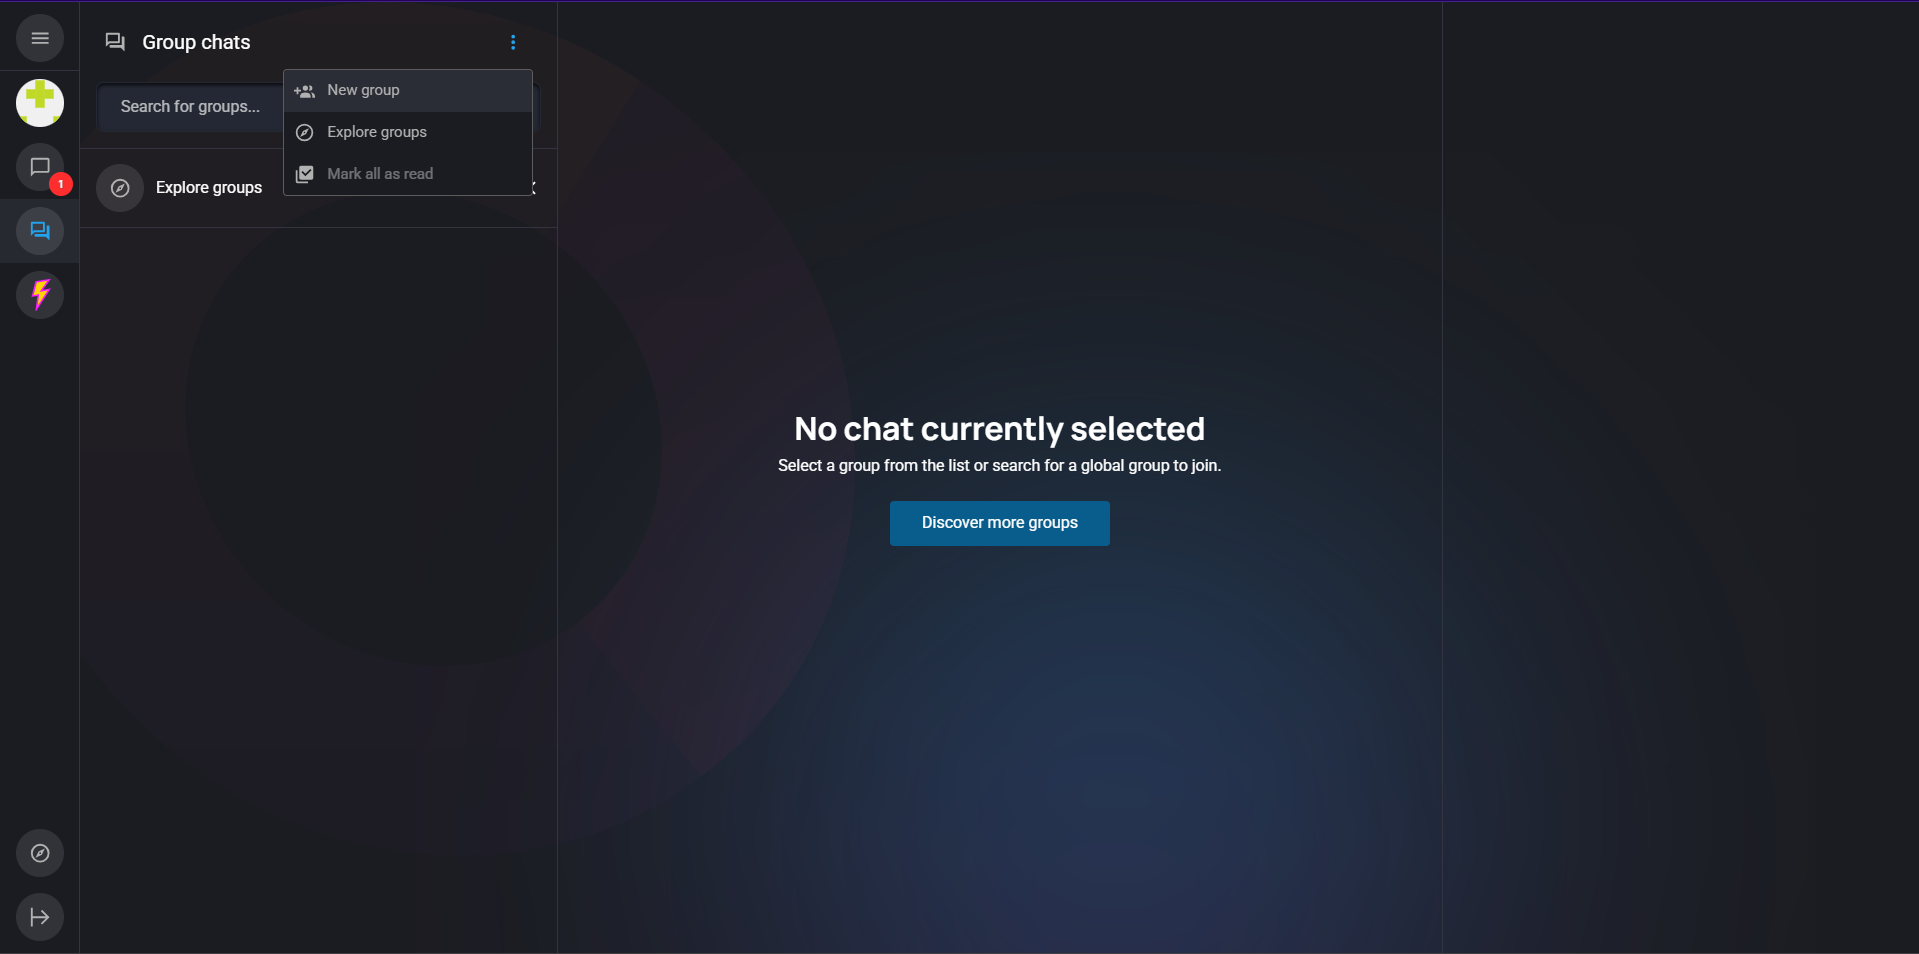 Group chats
Search for groups...
New group
Explore groups
Mark all as read
Explore groups
1
No chat currently selected
Select a group from the list or search for a global group to join.
Discover more groups